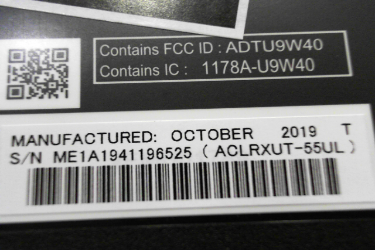 Contains FCC ID : ADTU9W40
Contains IC : 1178A-U9W40
MANUFACTURED: OCTOBER 2019 T
S/N ME1A1941196525 ( ACLRXUT-55UL )